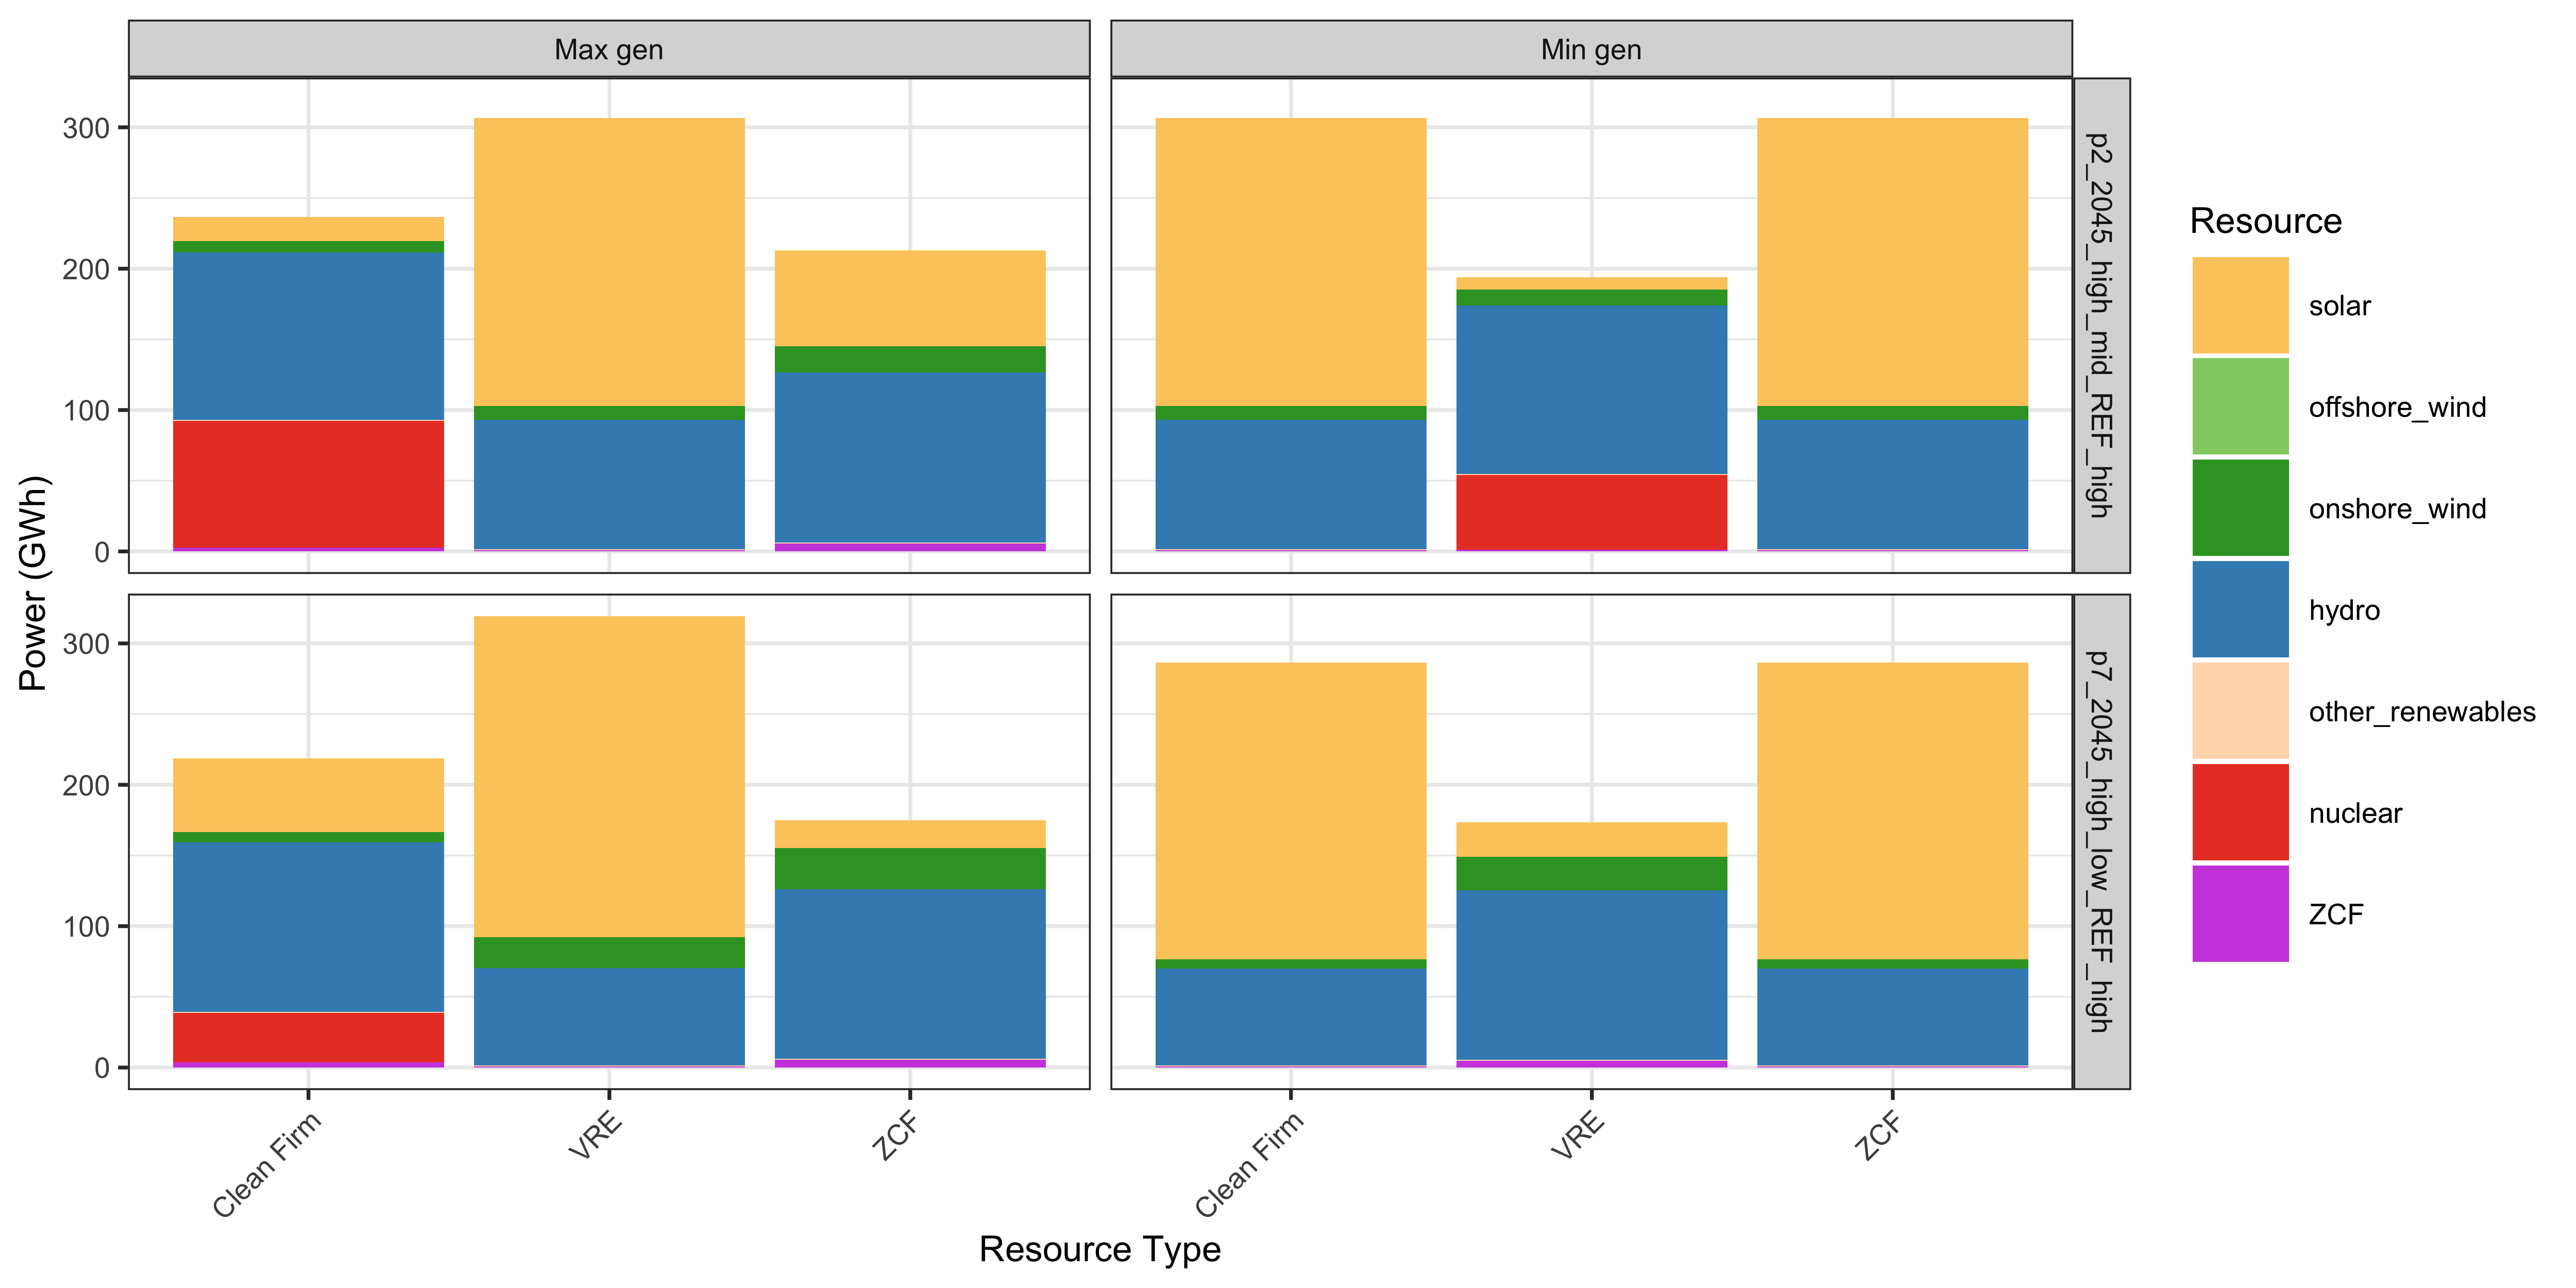 Max gen
Min gen
300
200
100
0
p2_2045_high_mid_REF_high
Power (GWh)
300
200
100
0
p7_2045_high_low_REF_high
Clean Firm
VRE
ZCF
Clean Firm
VRE
ZCF
Resource Type
Resource
solar
offshore_wind
onshore_wind
hydro
other_renewables
nuclear
ZCF